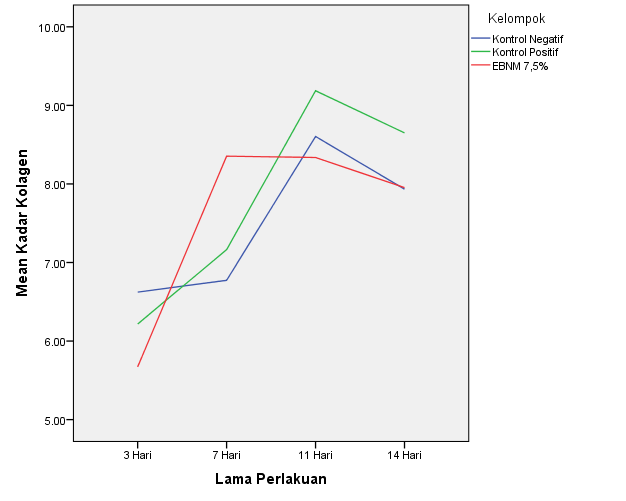 Kelompok
Kontrol Negatif
Kontrol Positif
EBNM 7,5%
Mean Kadar Kolagen
10.00
9.00
8.00
7.00
6.00
5.00
3 Hari
7 Hari
11 Hari
14 Hari
Lama Perlakuan